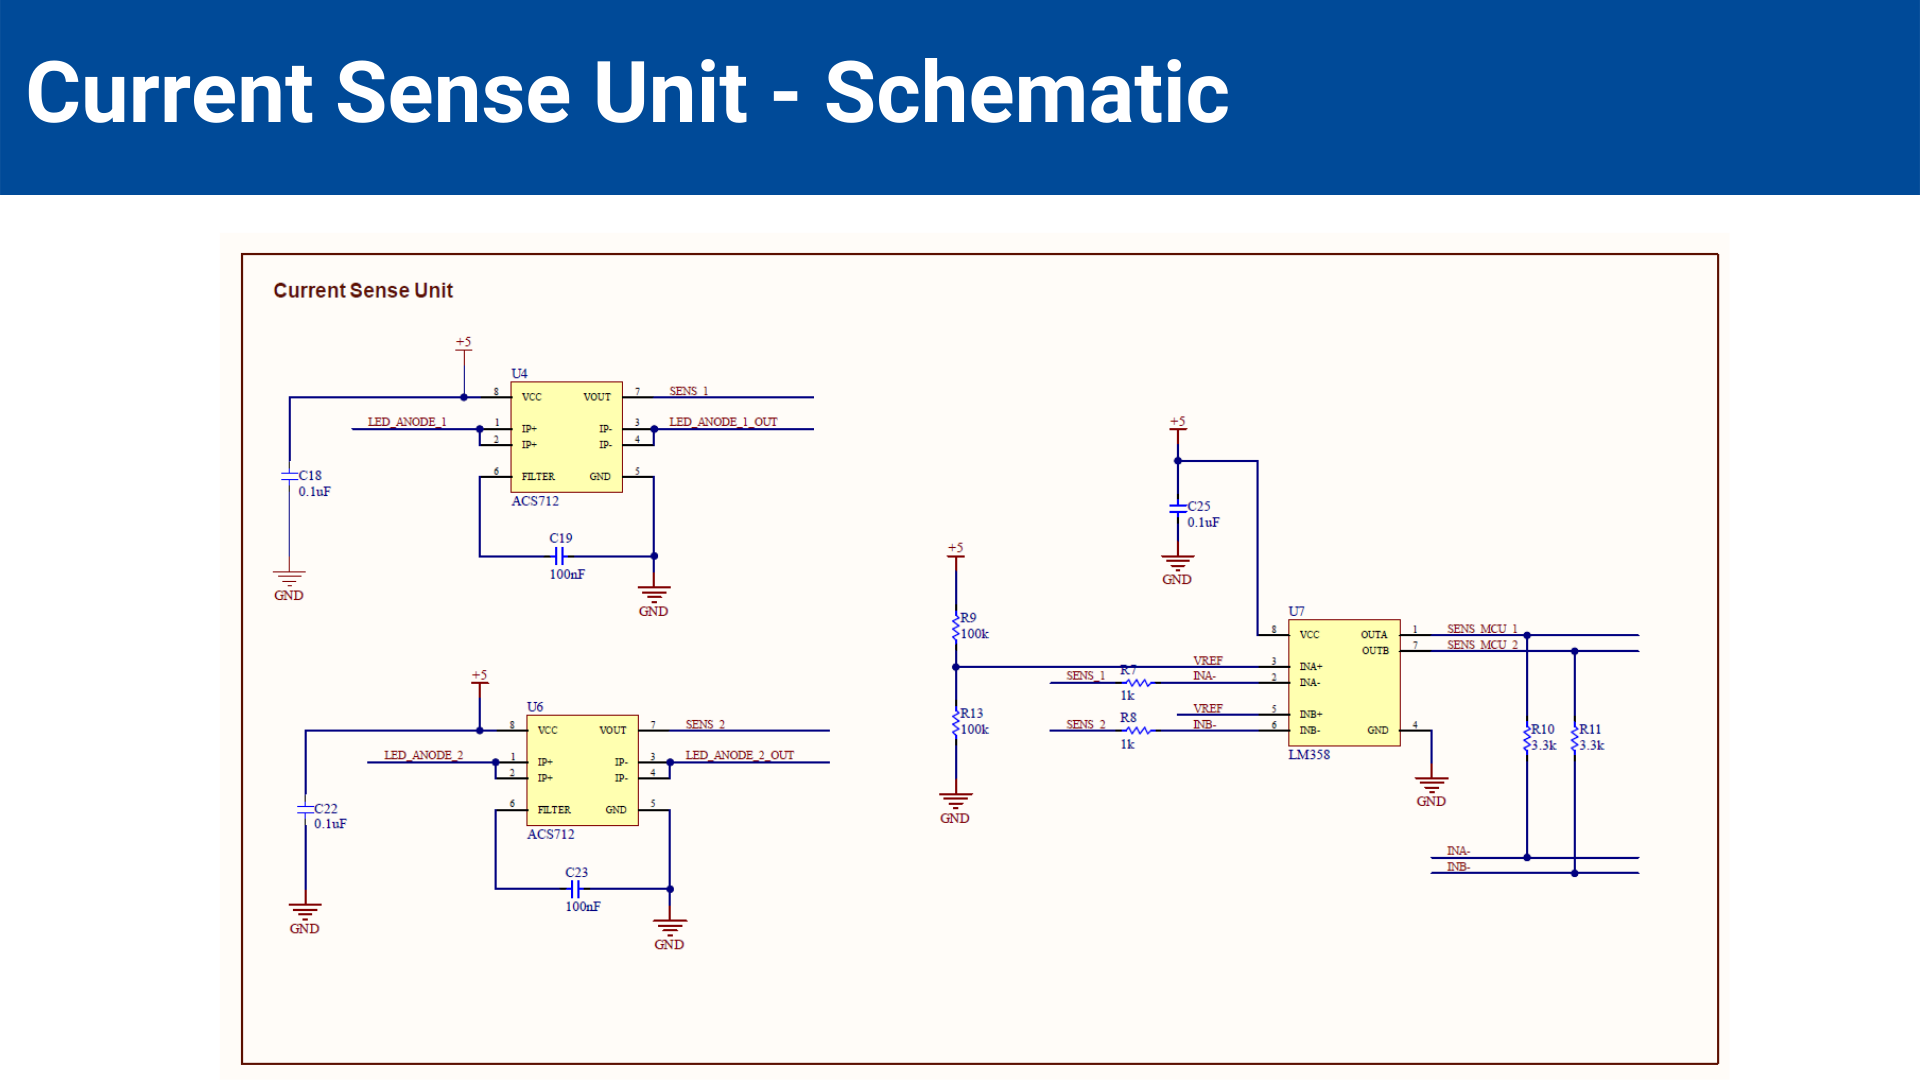 Current Sense Unit - Schematic
Current Sense Unit
+5
U4
8 VCC VOUT 7 SENS_1
LED_ANODE_1 1 IP+ IP- 3 LED_ANODE_1_OUT
2 IP+ IP- 4
6 FILTER GND 5
ACS712
C18
0.1uF
GND
C19
100nF
GND
+5
U6
8 VCC VOUT 7 SENS_2
LED_ANODE_2 1 IP+ IP- 3 LED_ANODE_2_OUT
2 IP+ IP- 4
6 FILTER GND 5
ACS712
C22
0.1uF
GND
C23
100nF
GND
+5
C25
0.1uF
GND
+5
R9
100k
R13
100k
GND
U7
8 VCC OUTA 1 SENS_MCU_1
OUTB 7 SENS_MCU_2
VREF 3 INA+
SENS_1 R7 INA- 2 INA-
1k
VREF 5 INB+
SENS_2 R8 INB- 6 INB- GND 4
1k
LM358
GND
R10
3.3k
R11
3.3k
INA-
INB-